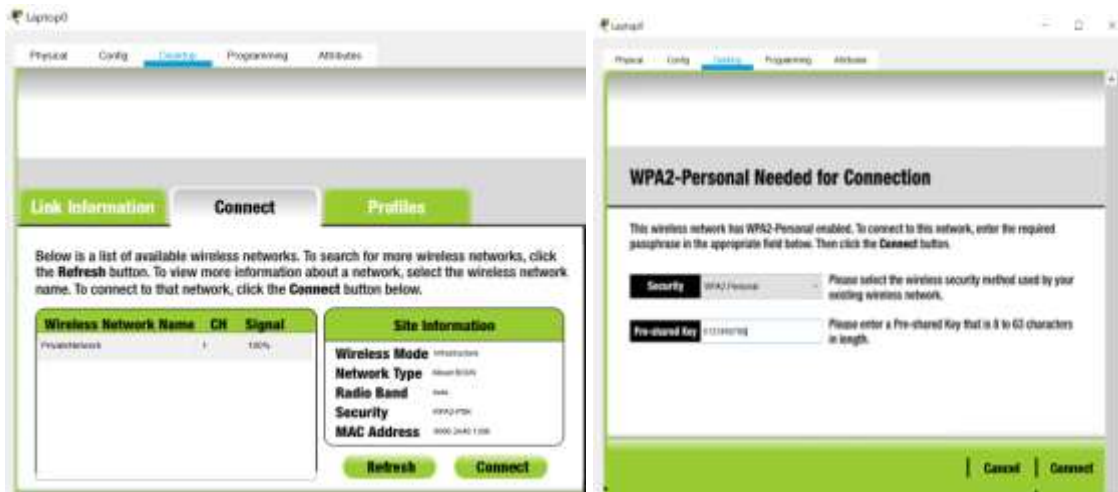 Laptop0
Physical Config Desktop Programming Attributes
Link Information Connect Profiles
Below is a list of available wireless networks. To search for more wireless networks, click
the Refresh button. To view more information about a network, select the wireless network
name. To connect to that network, click the Connect button below.
Wireless Network Name CH Signal
PrivateNetwork 1 100%
Site Information
Wireless Mode Infrastructure
Network Type
Radio Band Auto
Security WPA2-PSK
MAC Address
Refresh Connect
Laptop0
Physical Config Desktop Programming Attributes
WPA2-Personal Needed for Connection
This wireless network has WPA2-Personal enabled. To connect to this network, enter the required
passphrase in the appropriate field below. Then click the Connect button.
Security WPA2-Personal Please select the wireless security method used by your
existing wireless network.
Pre-shared Key Please enter a Pre-shared Key that is 8 to 63 characters
in length.
Cancel Connect